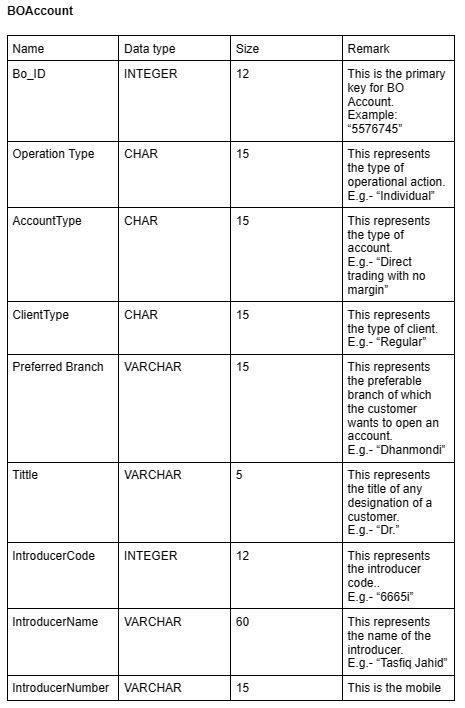 BOAccount
Name Data type Size Remark
Bo_ID INTEGER 12 This is the primary
key for BO
Account.
Example:
“5576745”
Operation Type CHAR 15 This represents
the type of
operational action.
E.g.- “Individual”
AccountType CHAR 15 This represents
the type of
account.
E.g.- “Direct
trading with no
margin”
ClientType CHAR 15 This represents
the type of client.
E.g.- “Regular”
Preferred Branch VARCHAR 15 This represents
the preferable
branch of which
the customer
wants to open an
account.
E.g.- “Dhanmondi”
Tittle VARCHAR 5 This represents
the title of any
designation of a
customer.
E.g.- “Dr.”
IntroducerCode INTEGER 12 This represents
the introducer
code..
E.g.- “6665i”
IntroducerName VARCHAR 60 This represents
the name of the
introducer.
E.g.- “Tasfiq Jahid”
IntroducerNumber VARCHAR 15 This is the mobile